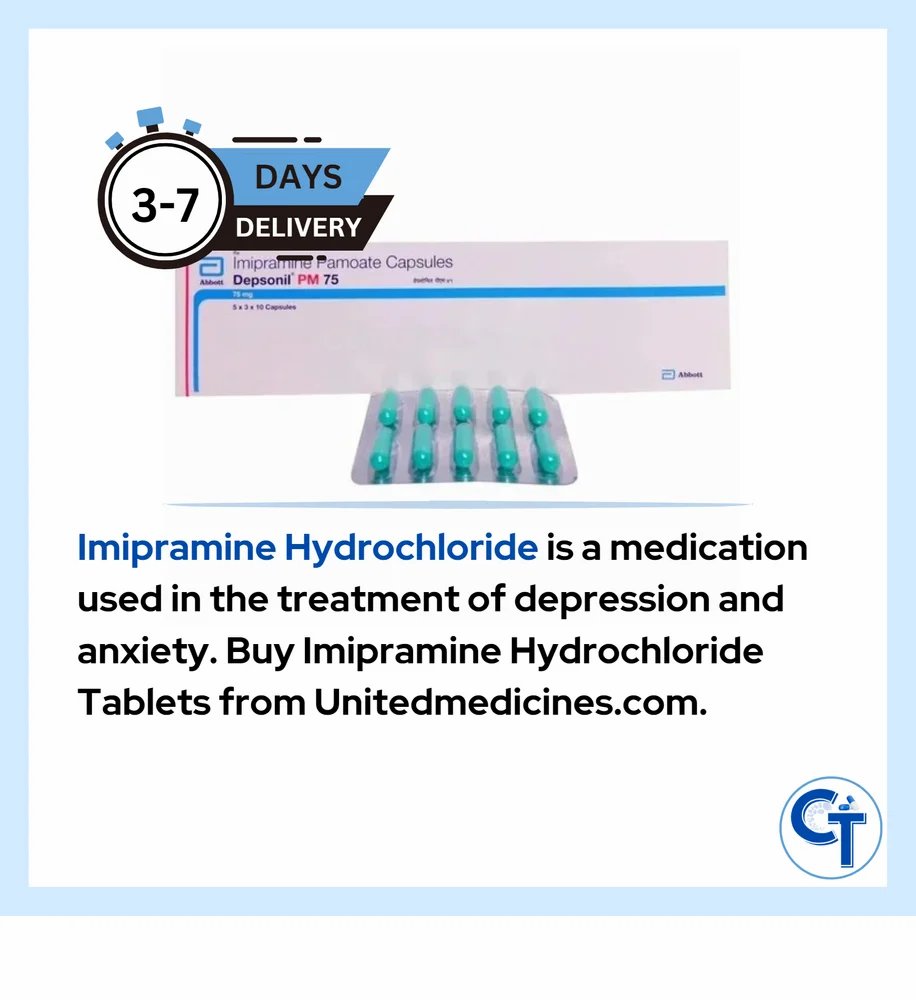 3-7
DAYS
DELIVERY
Imipramine Pamoate Capsules
Abbott
Depsonil PM 75
75 mg
5 x 3 x 10 Capsules
Abbott
Imipramine Hydrochloride is a medication
used in the treatment of depression and
anxiety. Buy Imipramine Hydrochloride
Tablets from Unitedmedicines.com.
CT